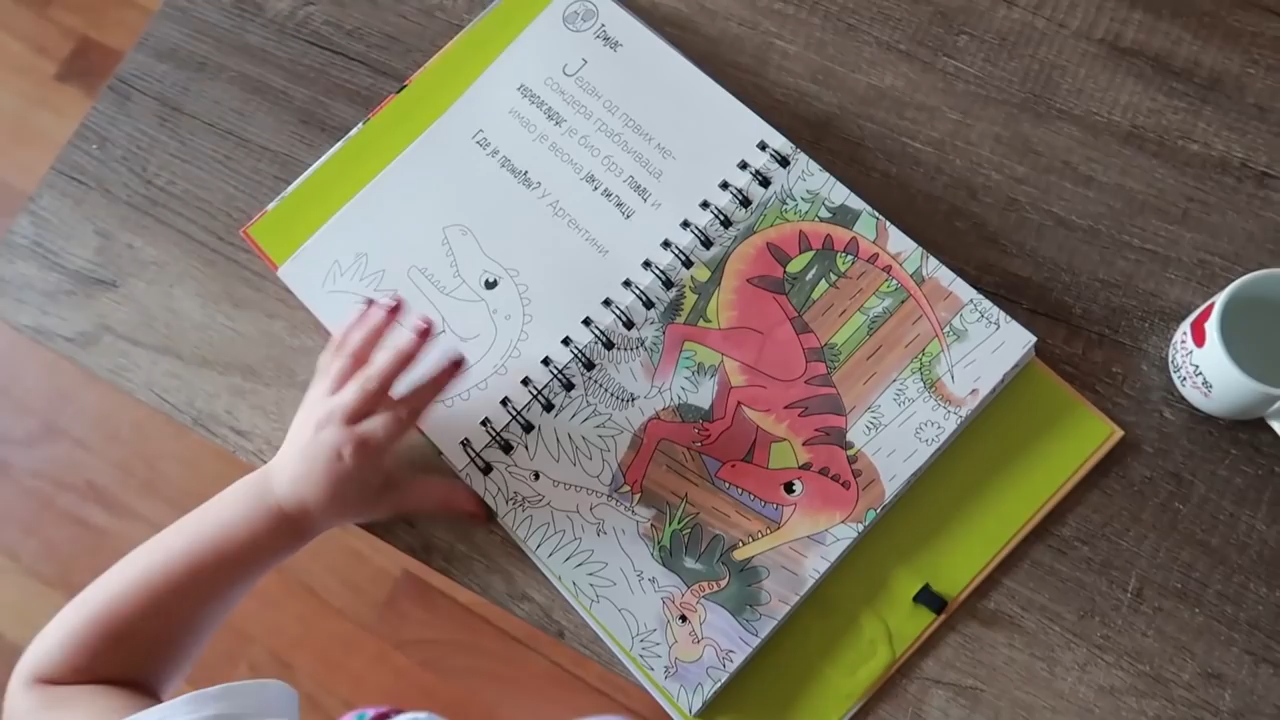 Тријас
Један од првих ме-
сождера грабљиваца,
херерасаурус је био брз ловац и
имао је веома јаку вилицу
Где је пронађен? У Аргентини